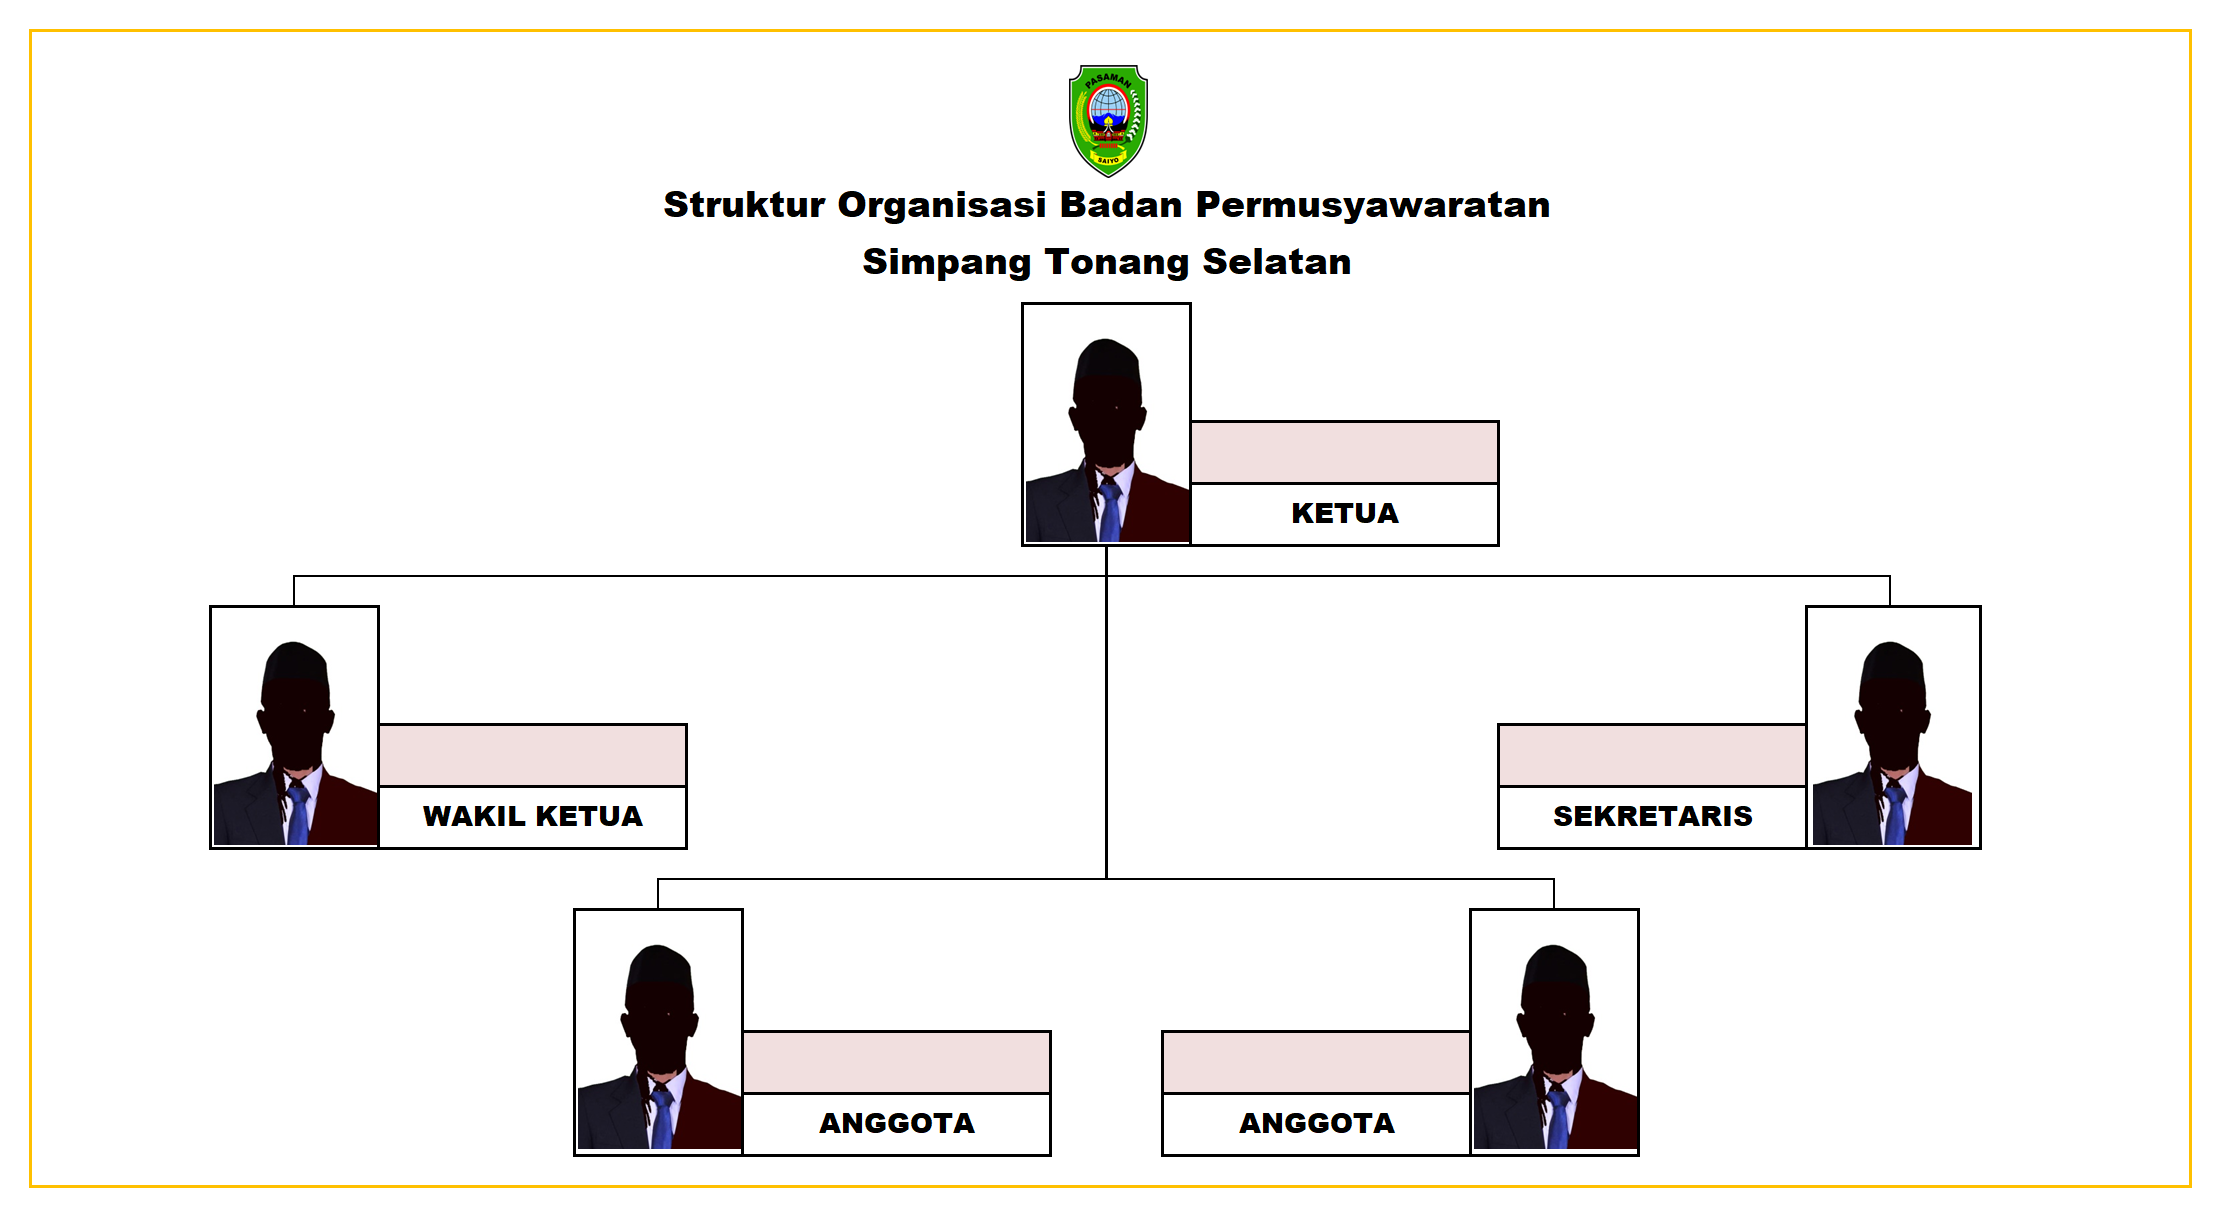 PASAMAN
SAIYO
Struktur Organisasi Badan Permusyawaratan
Simpang Tonang Selatan
KETUA
WAKIL KETUA
SEKRETARIS
ANGGOTA
ANGGOTA